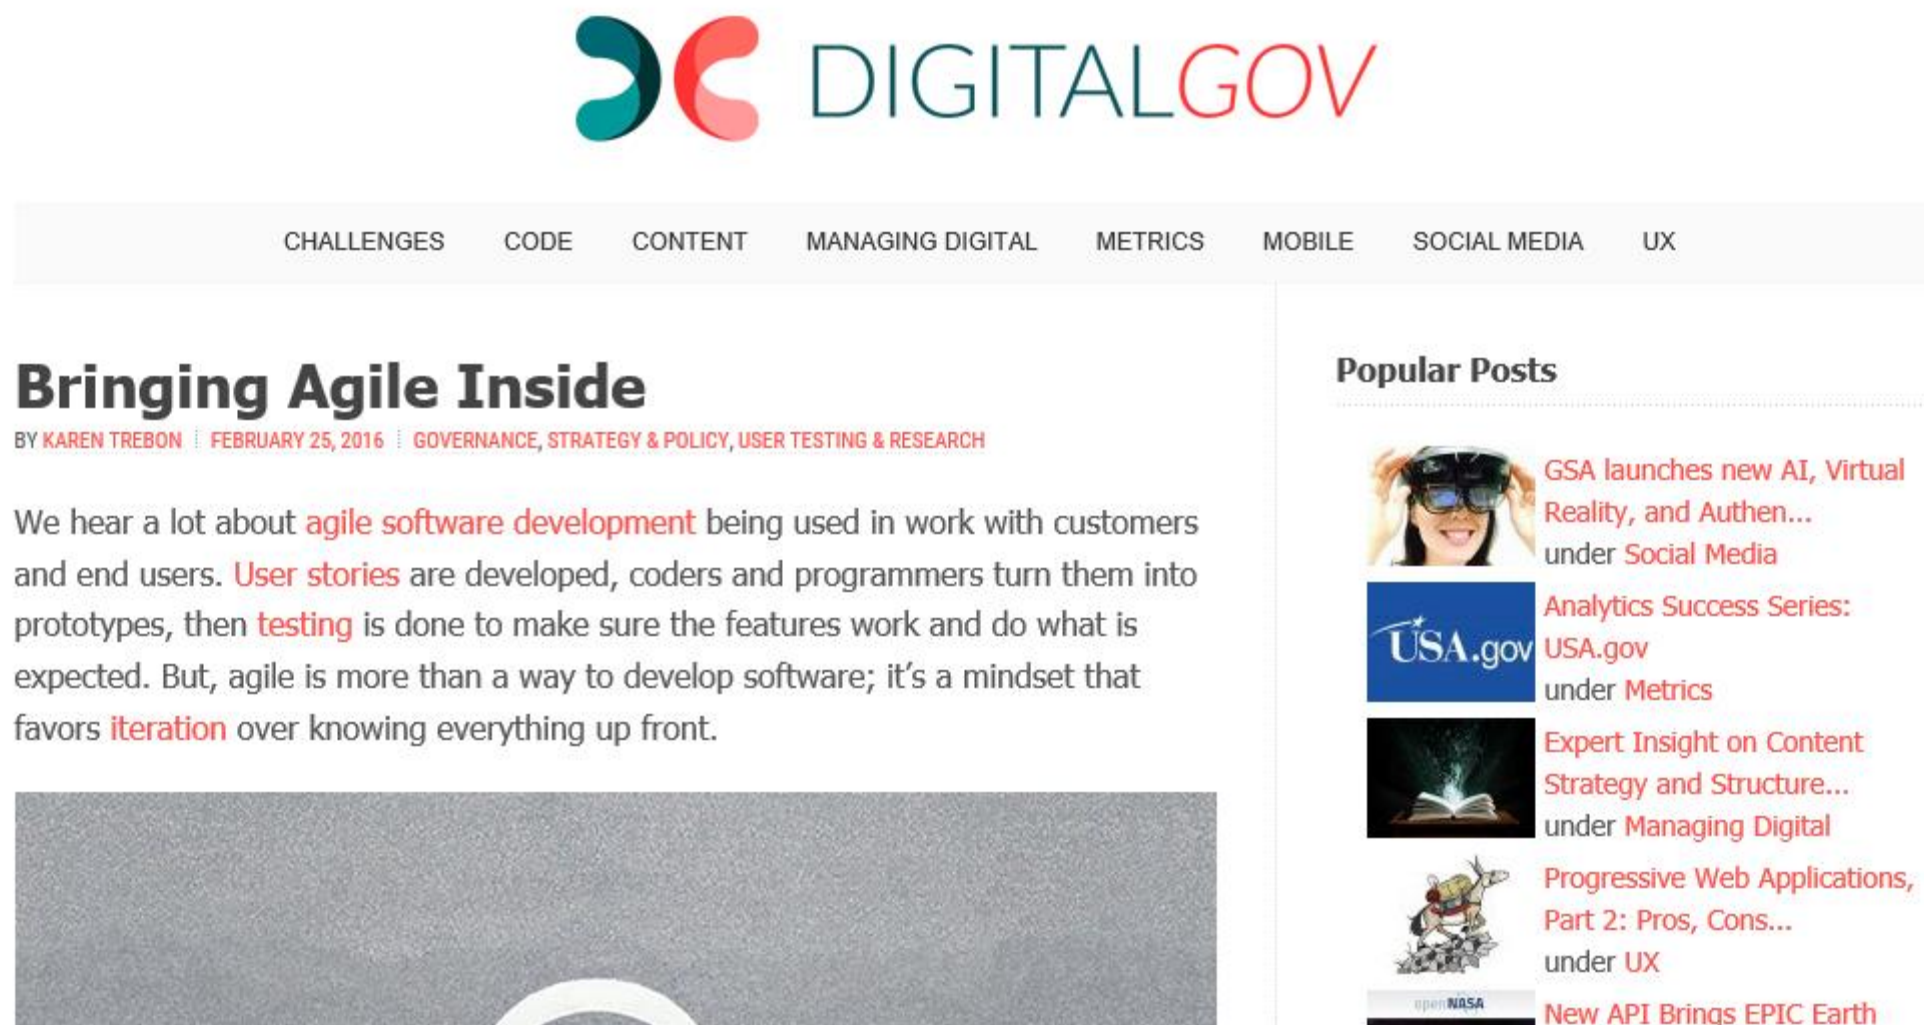 DIGITALGOV
CHALLENGES CODE CONTENT MANAGING DIGITAL METRICS MOBILE SOCIAL MEDIA UX
Bringing Agile Inside
BY KAREN TREBON FEBRUARY 25, 2016 GOVERNANCE, STRATEGY & POLICY, USER TESTING & RESEARCH
We hear a lot about agile software development being used in work with customers
and end users. User stories are developed, coders and programmers turn them into
prototypes, then testing is done to make sure the features work and do what is
expected. But, agile is more than a way to develop software; it’s a mindset that
favors iteration over knowing everything up front.
Popular Posts
GSA launches new AI, Virtual
Reality, and Authen...
under Social Media
USA.gov
Analytics Success Series:
USA.gov
under Metrics
Expert Insight on Content
Strategy and Structure...
under Managing Digital
Progressive Web Applications,
Part 2: Pros, Cons...
under UX
openNASA
New API Brings EPIC Earth